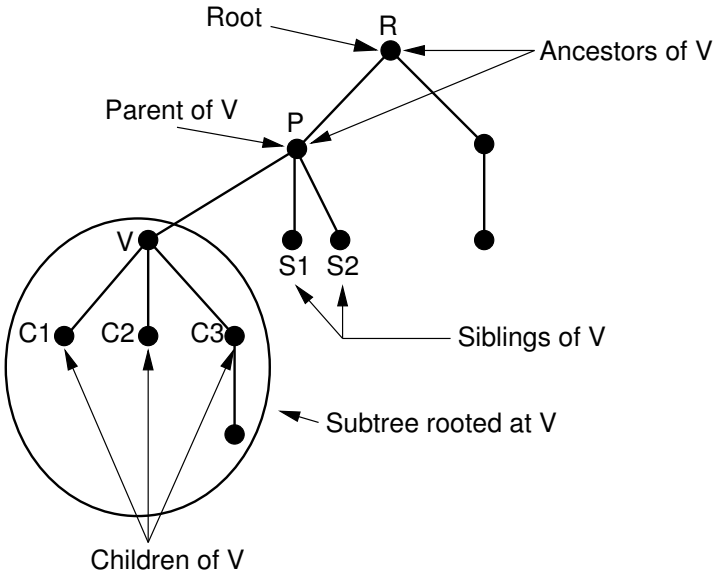 Root
R
Ancestors of V
Parent of V
P
V
S1
S2
C1
C2
C3
Siblings of V
Subtree rooted at V
Children of V